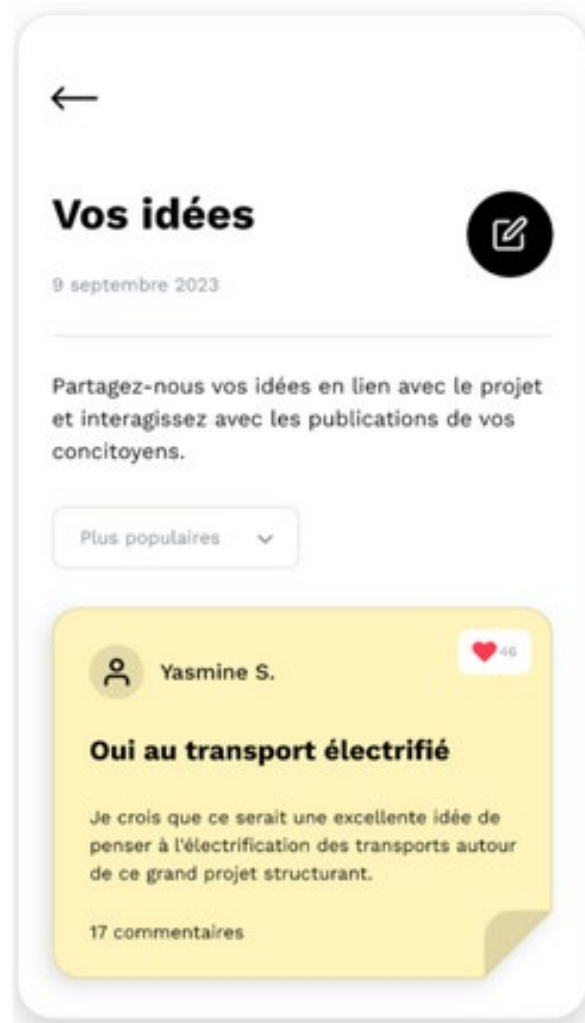 Vos idées
9 septembre 2023
Partagez-nous vos idées en lien avec le projet
et interagissez avec les publications de vos
concitoyens.
Plus populaires
46
Yasmine S.
Oui au transport électrifié
Je crois que ce serait une excellente idée de
penser à l'électrification des transports autour
de ce grand projet structurant.
17 commentaires